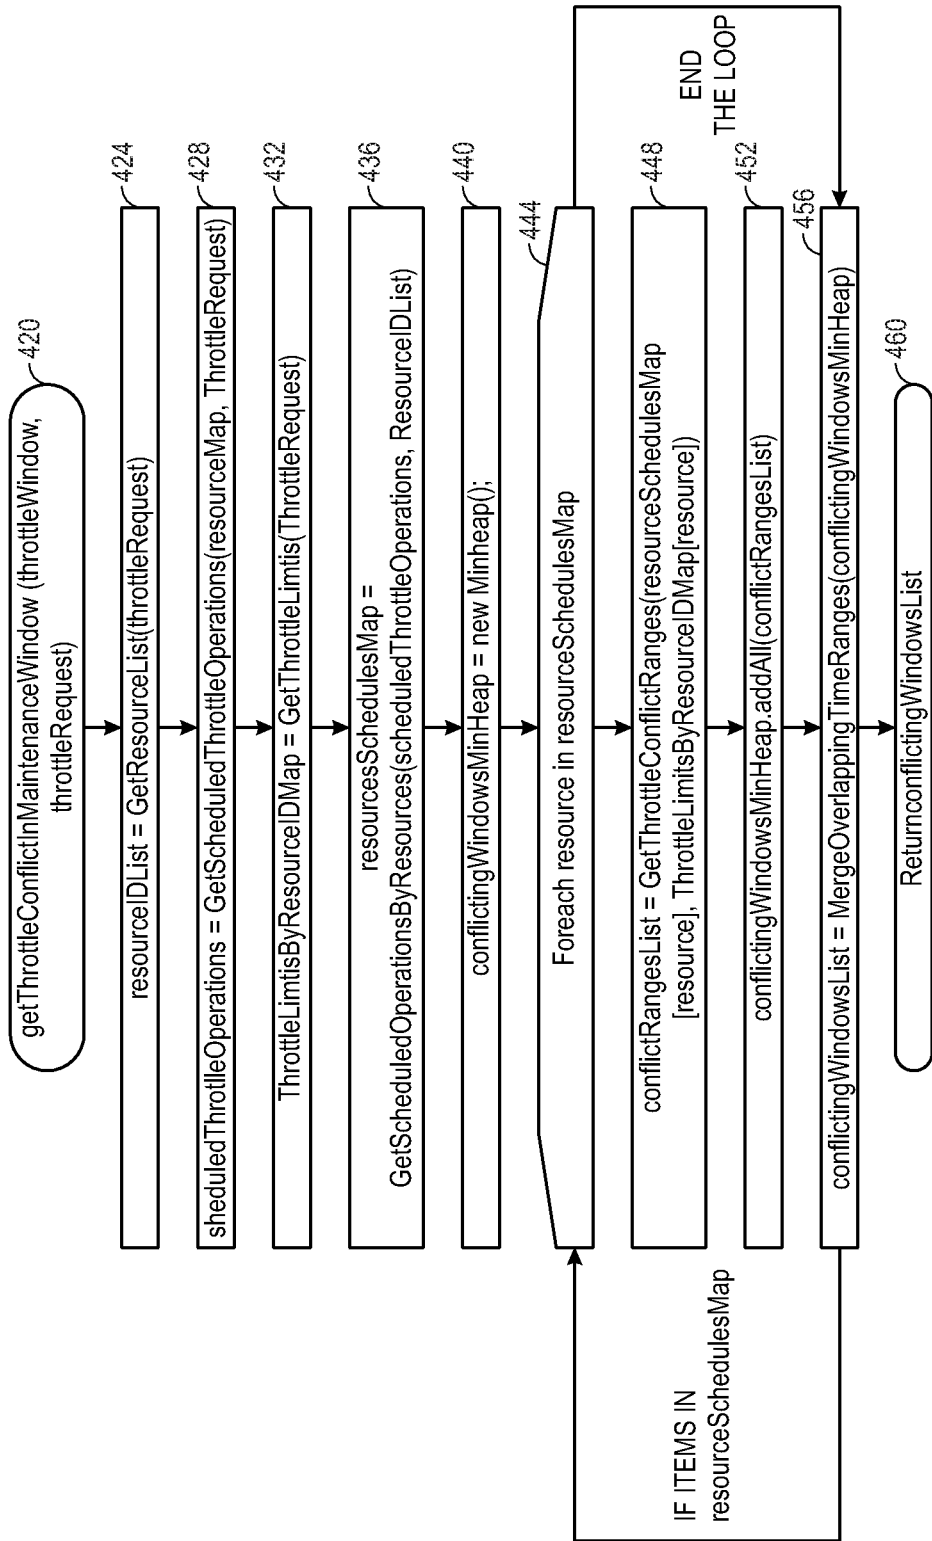 getThrottleConflictInMaintenanceWindow (throttleWindow,
throttleRequest)
420
resourceIDList = GetResourceList(throttleRequest)
424
sheduledThrotlleOperations = GetScheduledThrottleOperations(resourceMap, ThrottleRequest)
428
ThrottleLimtisByResourceIDMap = GetThrottleLimtis(ThrottleRequest)
432
resourcesSchedulesMap =
GetScheduledOperationsByResources(scheduledThrottleOperations, ResourceIDList)
436
conflictingWindowsMinHeap = new Minheap();
440
Foreach resource in resourceSchedulesMap
444
conflictRangesList = GetThrottleConflictRanges(resourceSchedulesMap
[resource], ThrottleLimitsByResourceIDMap[resource])
448
conflictingWindowMinHeap.addAll(conflictRangesList)
452
conflictingWindowsList = MergeOverlappingTimeRanges(conflictingWindowsMinHeap)
456
ReturnconflictingWindowsList
460
IF ITEMS IN
resourceSchedulesMap
END
THE LOOP